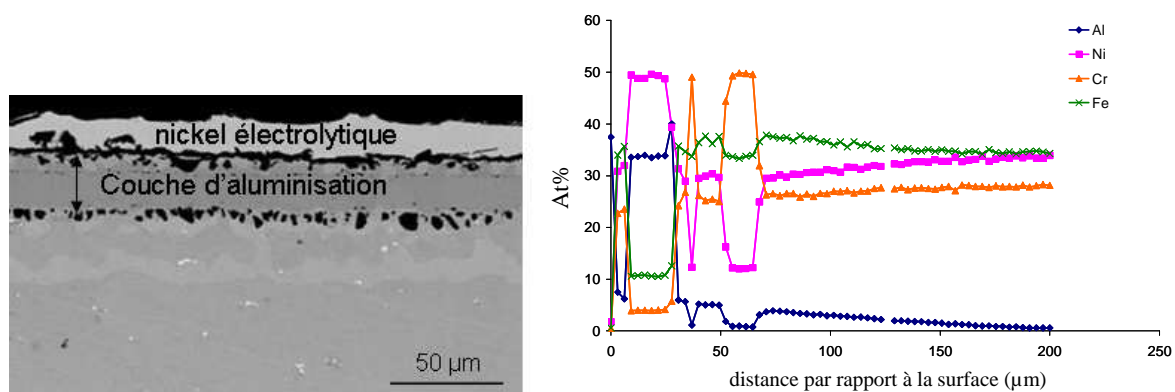 nickel électrolytique
Couche d'aluminisation
50 µm
Al
Ni
Cr
Fe
At%
60
50
40
30
20
10
0
0 50 100 150 200 250
distance par rapport à la surface (µm)